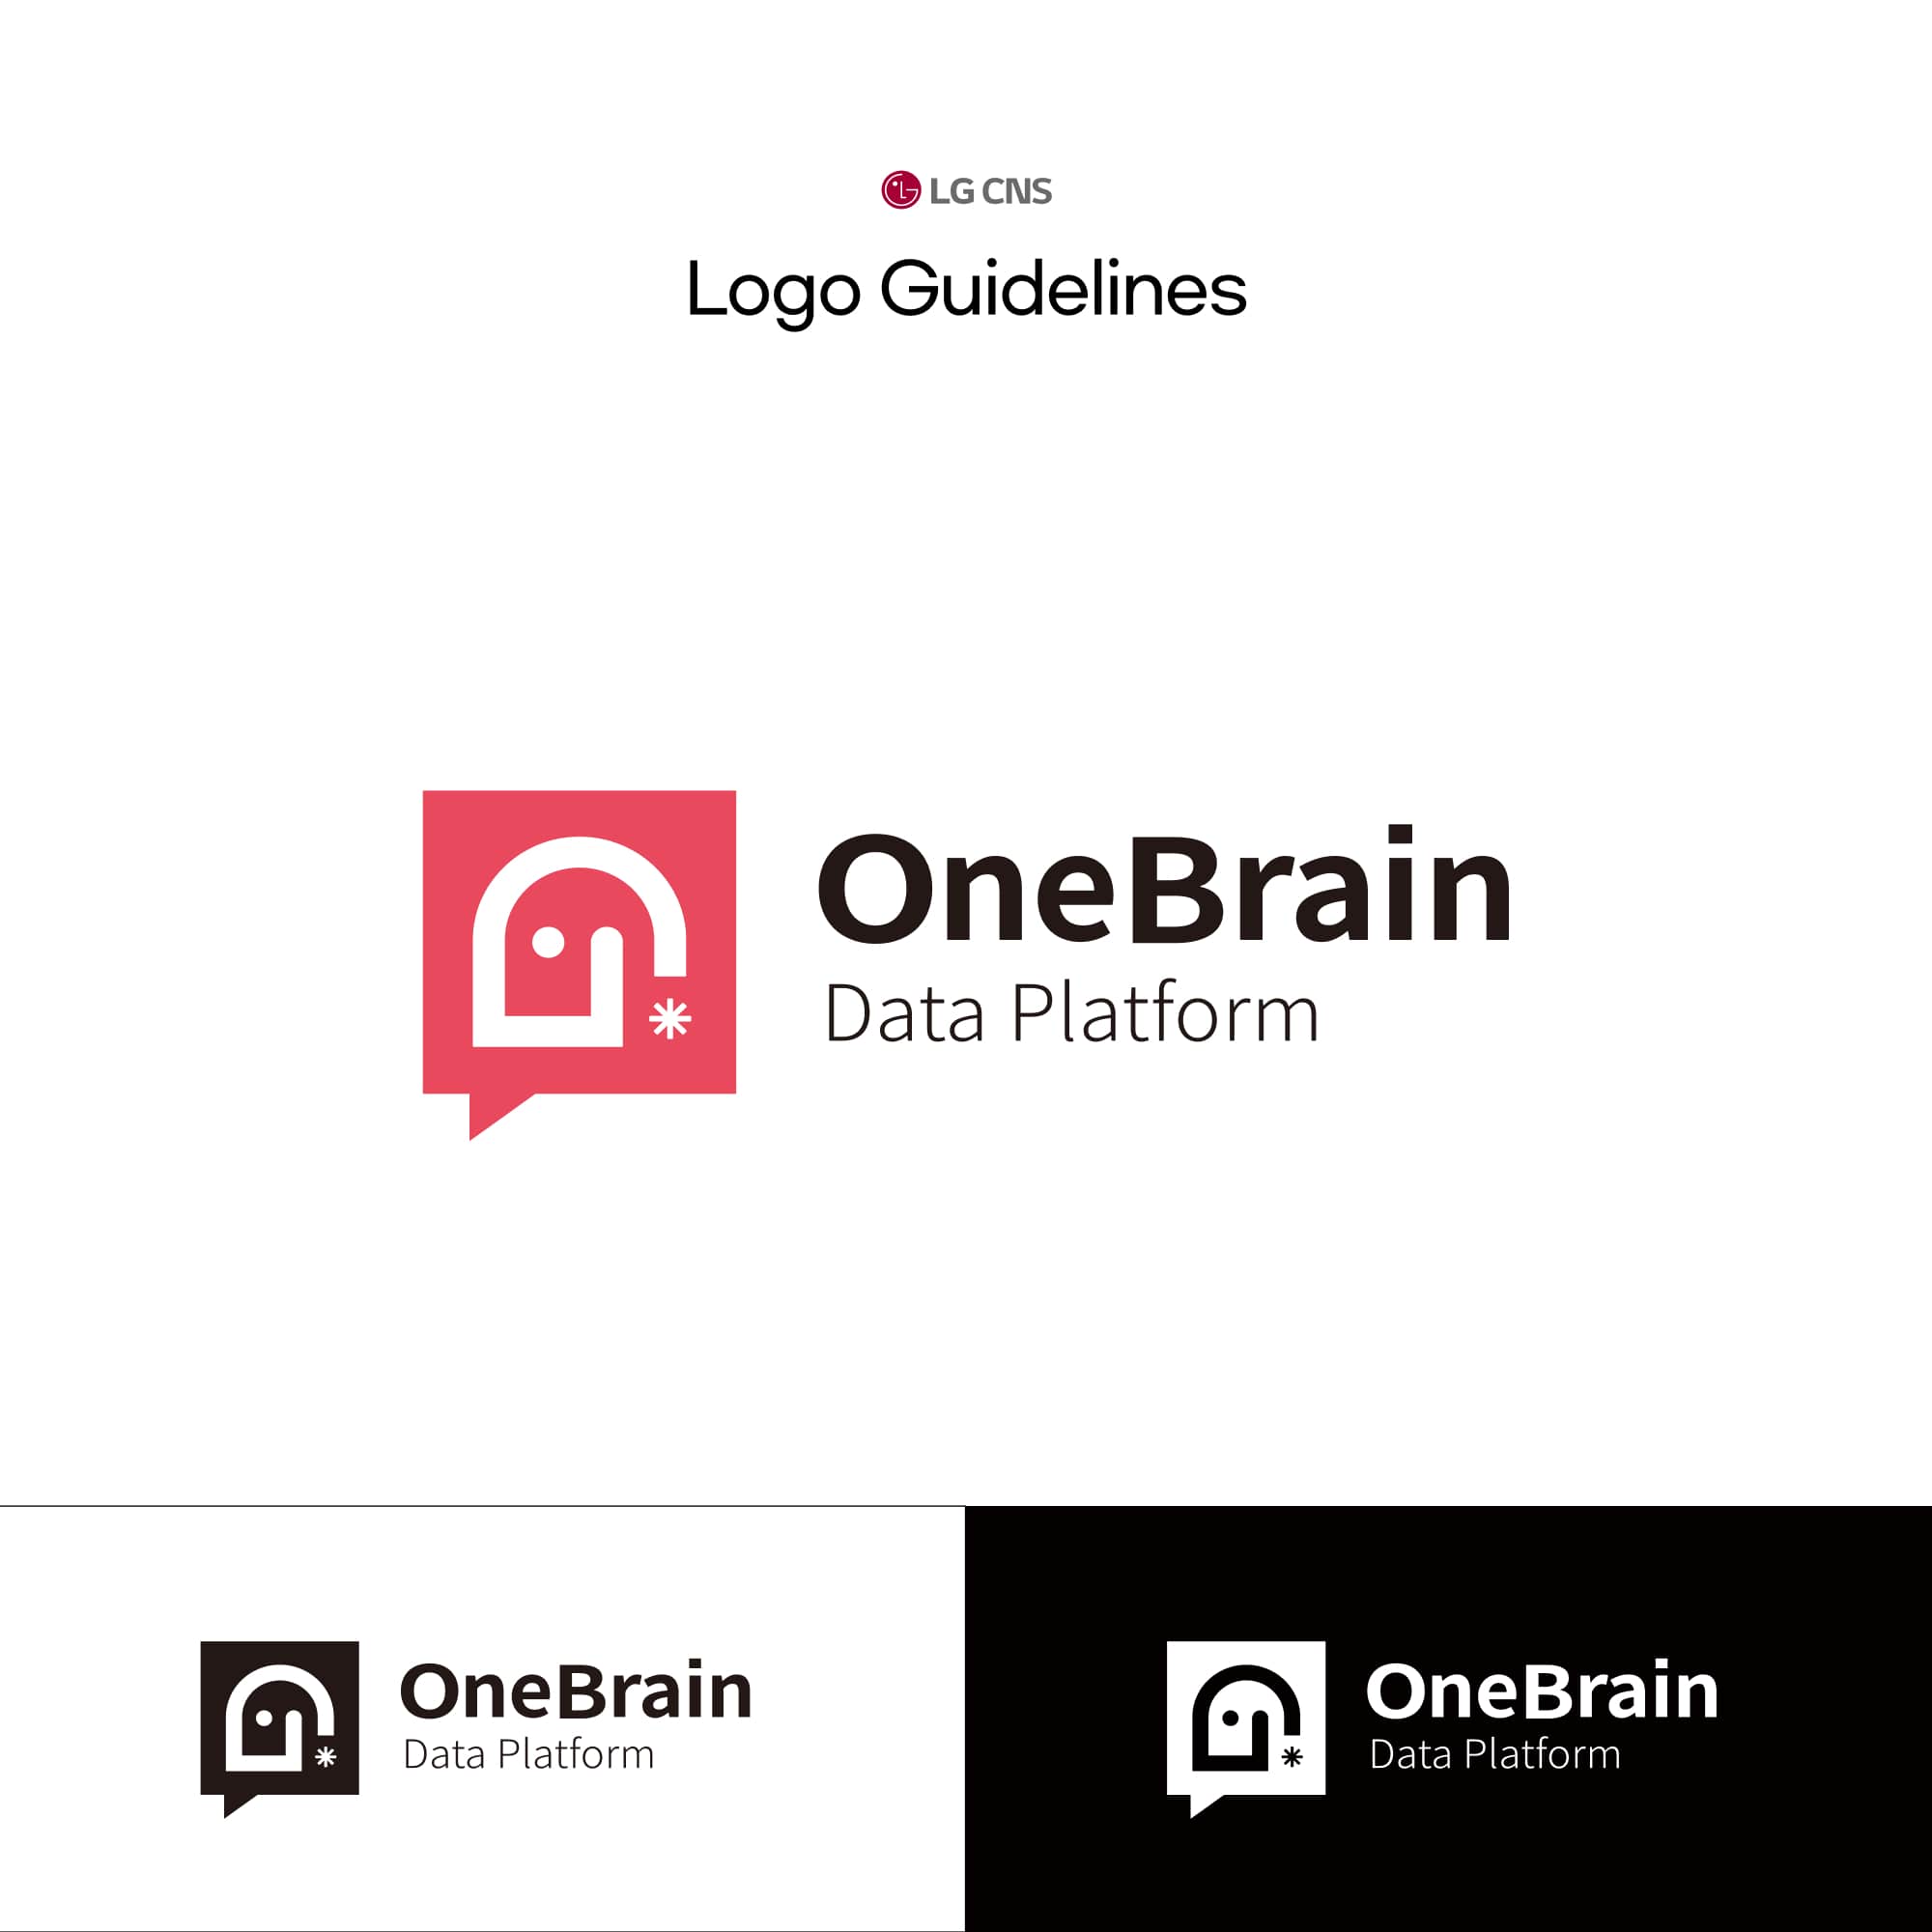 LG CNS
Logo Guidelines
OneBrain
Data Platform
OneBrain
Data Platform
OneBrain
Data Platform